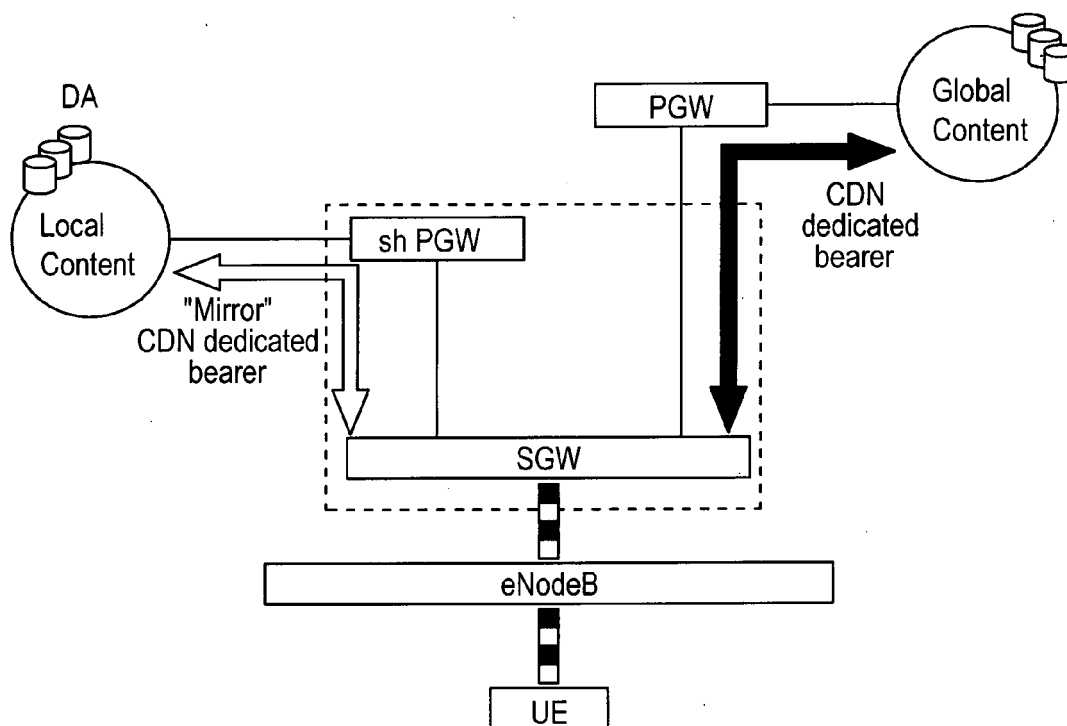 DA
Local
Content
sh PGW
"Mirror"
CDN dedicated
bearer
PGW
Global
Content
CDN
dedicated
bearer
SGW
eNodeB
UE